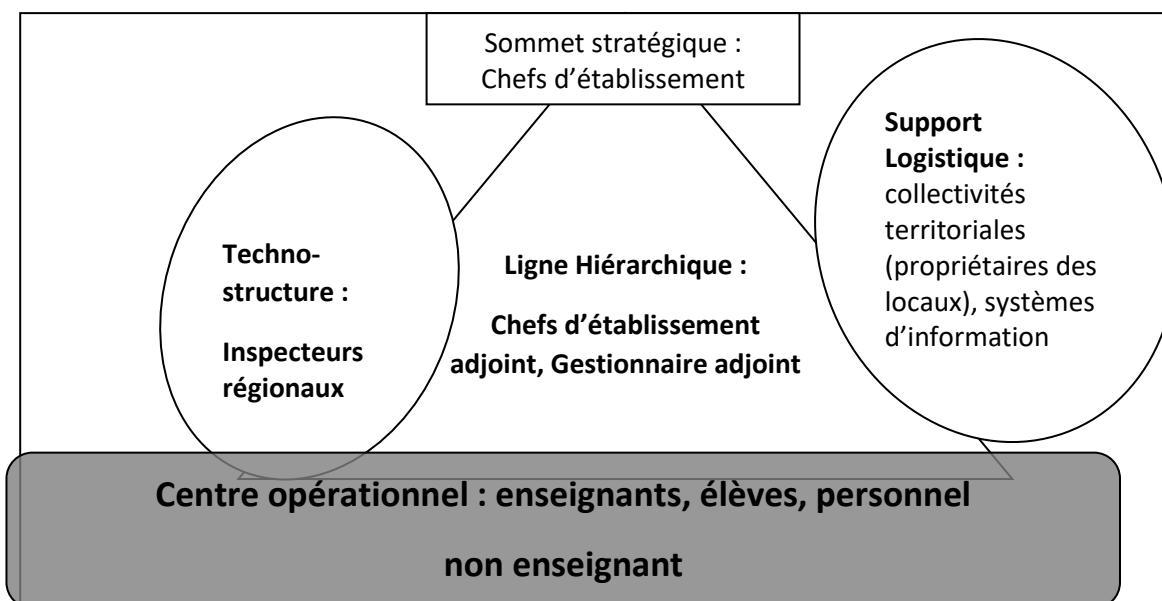 Sommet stratégique :
Chefs d'établissement
Techno-
structure :
Inspecteurs
régionaux
Ligne Hiérarchique :
Chefs d'établissement
adjoint, Gestionnaire adjoint
Support
Logistique :
collectivités
territoriales
(propriétaires des
locaux), systèmes
d'information
Centre opérationnel : enseignants, élèves, personnel
non enseignant